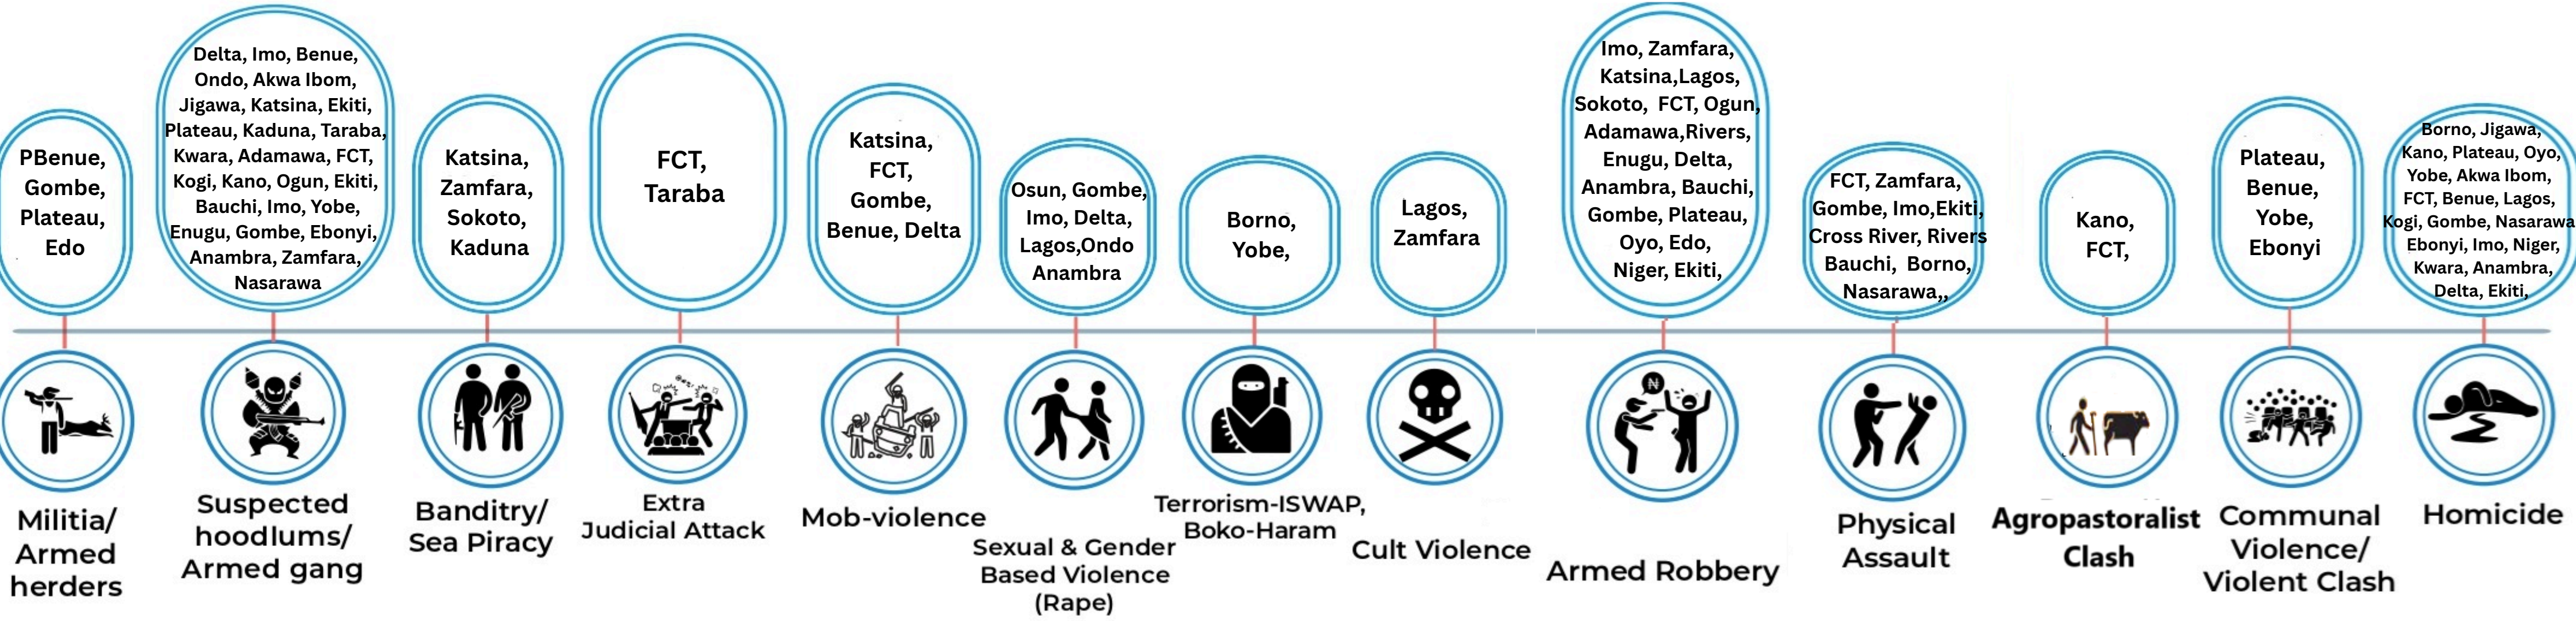 PBenue,
Gombe,
Plateau,
Edo
Militia/
Armed
herders
Delta, Imo, Benue,
Ondo, Akwa Ibom,
Jigawa, Katsina, Ekiti,
Plateau, Kaduna, Taraba,
Kwara, Adamawa, FCT,
Kogi, Kano, Ogun, Ekiti,
Bauchi, Imo, Yobe,
Enugu, Gombe, Ebonyi,
Anambra, Zamfara,
Nasarawa
Suspected
hoodlums/
Armed gang
Katsina,
Zamfara,
Sokoto,
Kaduna
Banditry/
Sea Piracy
FCT,
Taraba
Extra
Judicial Attack
Katsina,
FCT,
Gombe,
Benue, Delta
Mob-violence
Osun, Gombe,
Imo, Delta,
Lagos,Ondo
Anambra
Sexual & Gender
Based Violence
(Rape)
Borno,
Yobe,
Terrorism-ISWAP,
Boko-Haram
Lagos,
Zamfara
Cult Violence
Imo, Zamfara,
Katsina,Lagos,
Sokoto, FCT, Ogun,
Adamawa,Rivers,
Enugu, Delta,
Anambra, Bauchi,
Gombe, Plateau,
Oyo, Edo,
Niger, Ekiti,
₦
Armed Robbery
FCT, Zamfara,
Gombe, Imo,Ekiti,
Cross River, Rivers
Bauchi, Borno,
Nasarawa,,
Physical
Assault
Kano,
FCT,
Agropastoralist
Clash
Plateau,
Benue,
Yobe,
Ebonyi
Communal
Violence/
Violent Clash
Borno, Jigawa,
Kano, Plateau, Oyo,
Yobe, Akwa Ibom,
FCT, Benue, Lagos,
Kogi, Gombe, Nasarawa
Ebonyi, Imo, Niger,
Kwara, Anambra,
Delta, Ekiti,
Homicide